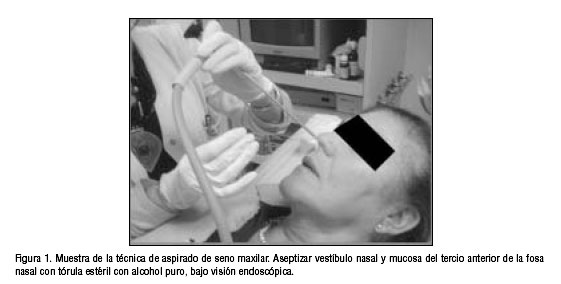 Figura 1. Muestra de la técnica de aspirado de seno maxilar. Aseptizar vestíbulo nasal y mucosa del tercio anterior de la fosa
nasal con tórula estéril con alcohol puro, bajo visión endoscópica.